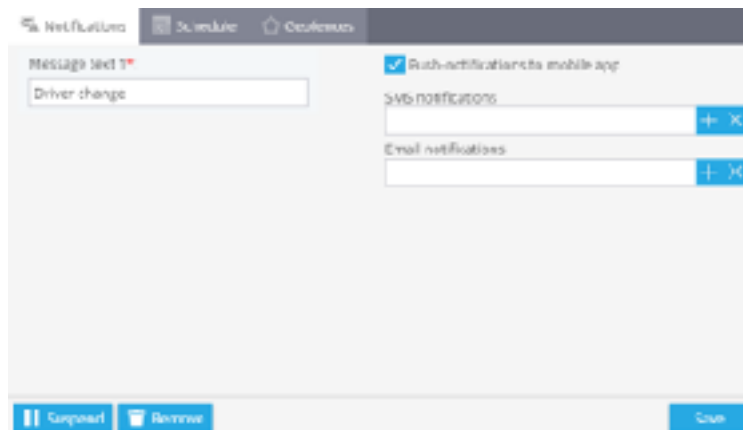 Notifications
Schedule
Geofences
Message text 1*
Driver change
Push-notifications to mobile app
SMS notifications
Email notifications
Suspend
Remove
Save